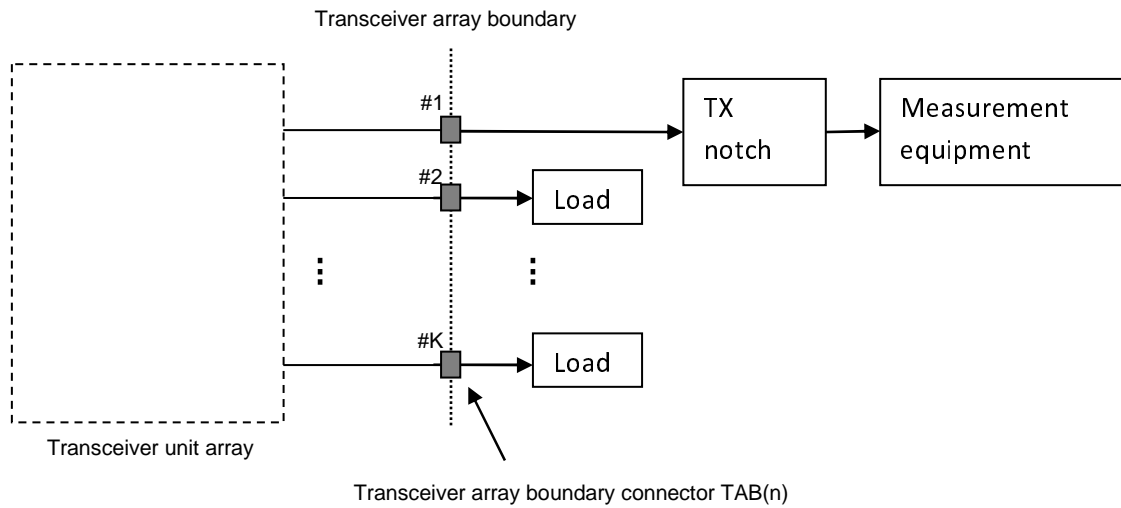 Transceiver array boundary
#1
TX
notch
Measurement
equipment
#2
Load
#K
Load
Transceiver unit array
Transceiver array boundary connector TAB(n)